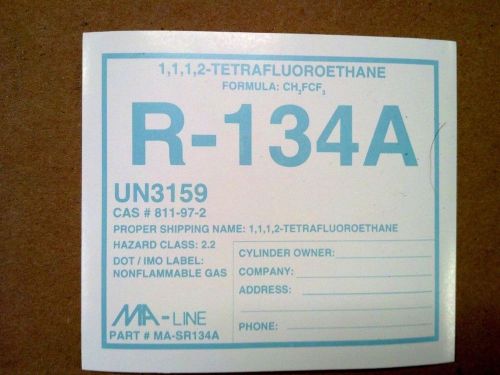 1,1,1,2-TETRAFLUOROETHANE
FORMULA: CH₂FCF₃
R-134A
UN3159
CAS # 811-97-2
PROPER SHIPPING NAME: 1,1,1,2-TETRAFLUOROETHANE
HAZARD CLASS: 2.2
DOT / IMO LABEL:
NONFLAMMABLE GAS
CYLINDER OWNER:
COMPANY:
ADDRESS:
PHONE:
MA-LINE
PART # MA-SR134A